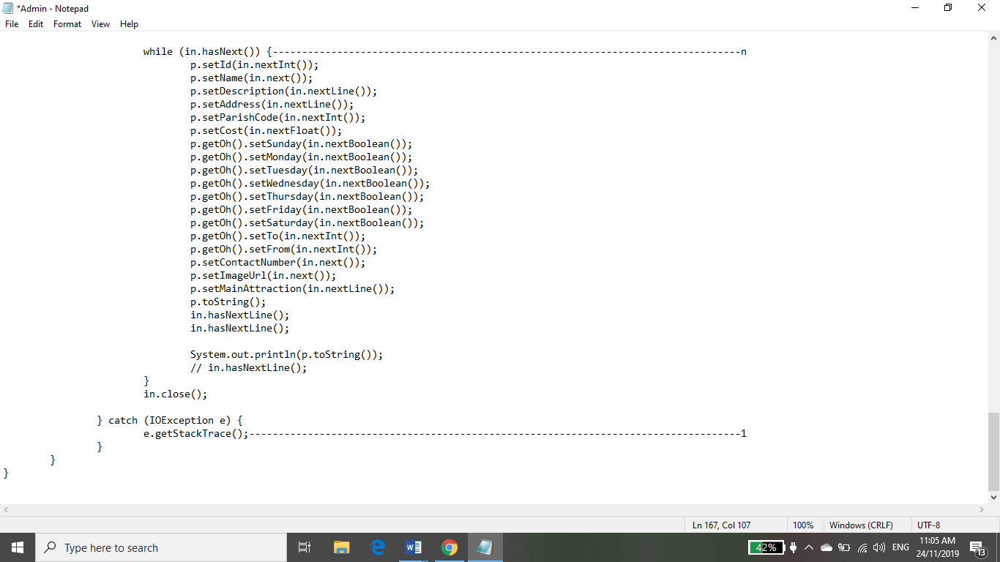 *Admin - Notepad
File Edit Format View Help
while (in.hasNext()) {--------------------------------------------------------------------------------n
p.setId(in.nextInt());
p.setName(in.next());
p.setDescription(in.nextLine());
p.setAddress(in.nextLine());
p.setParishCode(in.nextInt());
p.setCost(in.nextFloat());
p.getOh().setSunday(in.nextBoolean());
p.getOh().setMonday(in.nextBoolean());
p.getOh().setTuesday(in.nextBoolean());
p.getOh().setWednesday(in.nextBoolean());
p.getOh().setThursday(in.nextBoolean());
p.getOh().setFriday(in.nextBoolean());
p.getOh().setSaturday(in.nextBoolean());
p.getOh().setTo(in.nextInt());
p.getOh().setFrom(in.nextInt());
p.setContactNumber(in.next());
p.setImageUrl(in.next());
p.setMainAttraction(in.nextLine());
p.toString();
in.hasNextLine();
in.hasNextLine();
System.out.println(p.toString());
// in.hasNextLine();
}
in.close();
} catch (IOException e) {
e.getStackTrace();------------------------------------------------------------------------------------1
}
}
}
Ln 167, Col 107 100% Windows (CRLF) UTF-8
Type here to search
42%
ENG
11:05 AM
24/11/2019
13